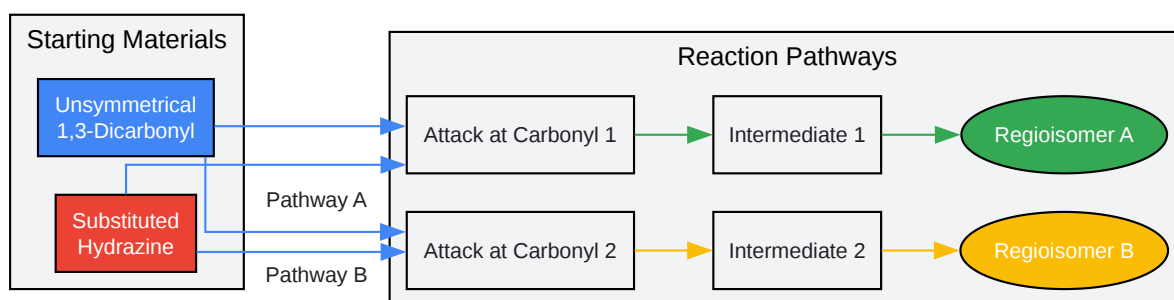 Starting Materials
Unsymmetrical
1,3-Dicarbonyl
Substituted
Hydrazine
Pathway A
Pathway B
Reaction Pathways
Attack at Carbonyl 1
Intermediate 1
Regioisomer A
Attack at Carbonyl 2
Intermediate 2
Regioisomer B